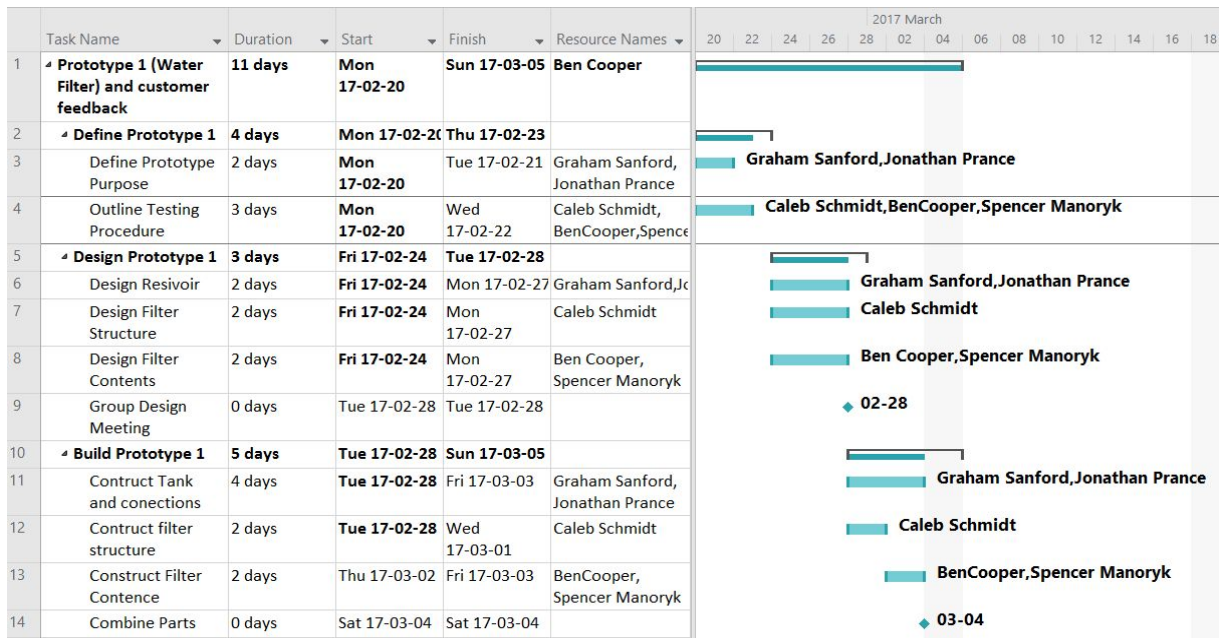 2017 March
Task Name Duration Start Finish Resource Names 20 22 24 26 28 02 04 06 08 10 12 14 16 18
1 Prototype 1 (Water 11 days Mon Sun 17-03-05 Ben Cooper
Filter) and customer 17-02-20
feedback
2 Define Prototype 1 4 days Mon 17-02-20 Thu 17-02-23
3 Define Prototype 2 days Mon Tue 17-02-21 Graham Sanford, Graham Sanford,Jonathan Prance
Purpose 17-02-20 Jonathan Prance
4 Outline Testing 3 days Mon Wed Caleb Schmidt, Caleb Schmidt,BenCooper,Spencer Manoryk
Procedure 17-02-20 17-02-22 BenCooper,Spence
5 Design Prototype 1 3 days Fri 17-02-24 Tue 17-02-28
6 Design Resivoir 2 days Fri 17-02-24 Mon 17-02-27 Graham Sanford,Jo Graham Sanford,Jonathan Prance
7 Design Filter 2 days Fri 17-02-24 Mon Caleb Schmidt Caleb Schmidt
Structure 17-02-27
8 Design Filter 2 days Fri 17-02-24 Mon Ben Cooper, Ben Cooper,Spencer Manoryk
Contents 17-02-27 Spencer Manoryk
9 Group Design 0 days Tue 17-02-28 Tue 17-02-28 02-28
Meeting
10 Build Prototype 1 5 days Tue 17-02-28 Sun 17-03-05
11 Contruct Tank 4 days Tue 17-02-28 Fri 17-03-03 Graham Sanford, Graham Sanford,Jonathan Prance
and conections Jonathan Prance
12 Contruct filter 2 days Tue 17-02-28 Wed Caleb Schmidt Caleb Schmidt
structure 17-03-01
13 Construct Filter 2 days Thu 17-03-02 Fri 17-03-03 BenCooper, BenCooper,Spencer Manoryk
Contence Spencer Manoryk
14 Combine Parts 0 days Sat 17-03-04 Sat 17-03-04 03-04